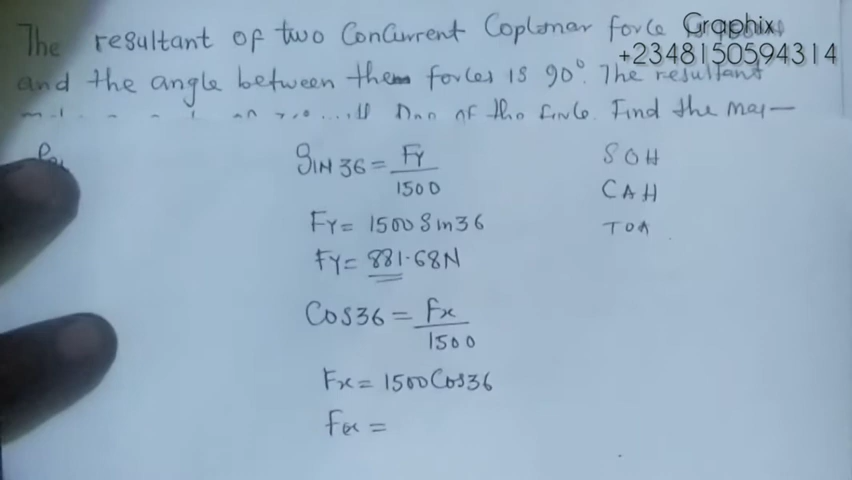 The resultant of two Concurrent Coplanar force Graphix
+2348150594314
and the angle between them forces is 90°. The resultant
of the force. Find the mag—
Sin 36 = Fy / 1500
SOH
CAH
TOA
Fy = 1500 Sin 36
Fy = 881.68N
Cos 36 = Fx / 1500
Fx = 1500 Cos 36
Fx =